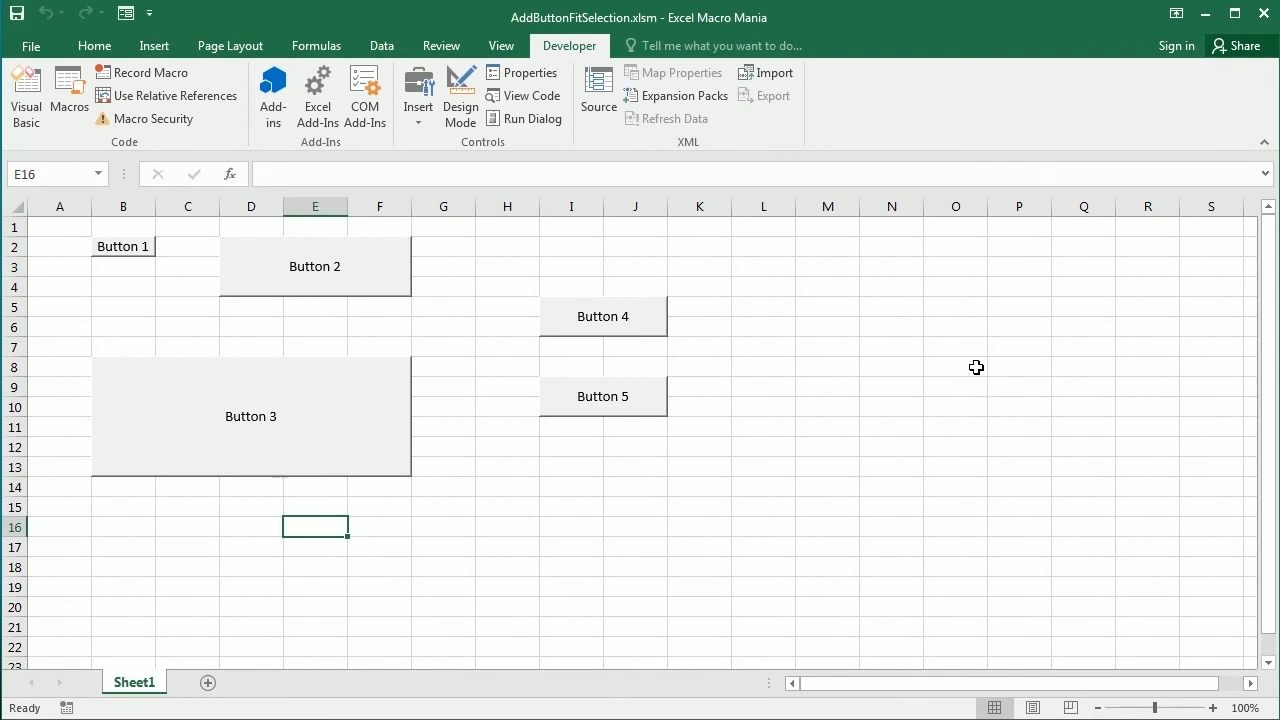 AddButtonFitSelection.xlsm - Excel Macro Mania
File Home Insert Page Layout Formulas Data Review View Developer Tell me what you want to do... Sign in Share
Visual Basic
Macros
Record Macro
Use Relative References
Macro Security
Code
Add-ins
Excel Add-Ins
COM Add-Ins
Add-Ins
Insert
Design Mode
Properties
View Code
Run Dialog
Controls
Source
Map Properties
Expansion Packs
Refresh Data
Import
Export
XML
E16
fx
A B C D E F G H I J K L M N O P Q R S
1
2 Button 1
3 Button 2
4
5
6 Button 4
7
8
9
10 Button 5
11 Button 3
12
13
14
15
16
17
18
19
20
21
22
23
Sheet1
Ready 100%